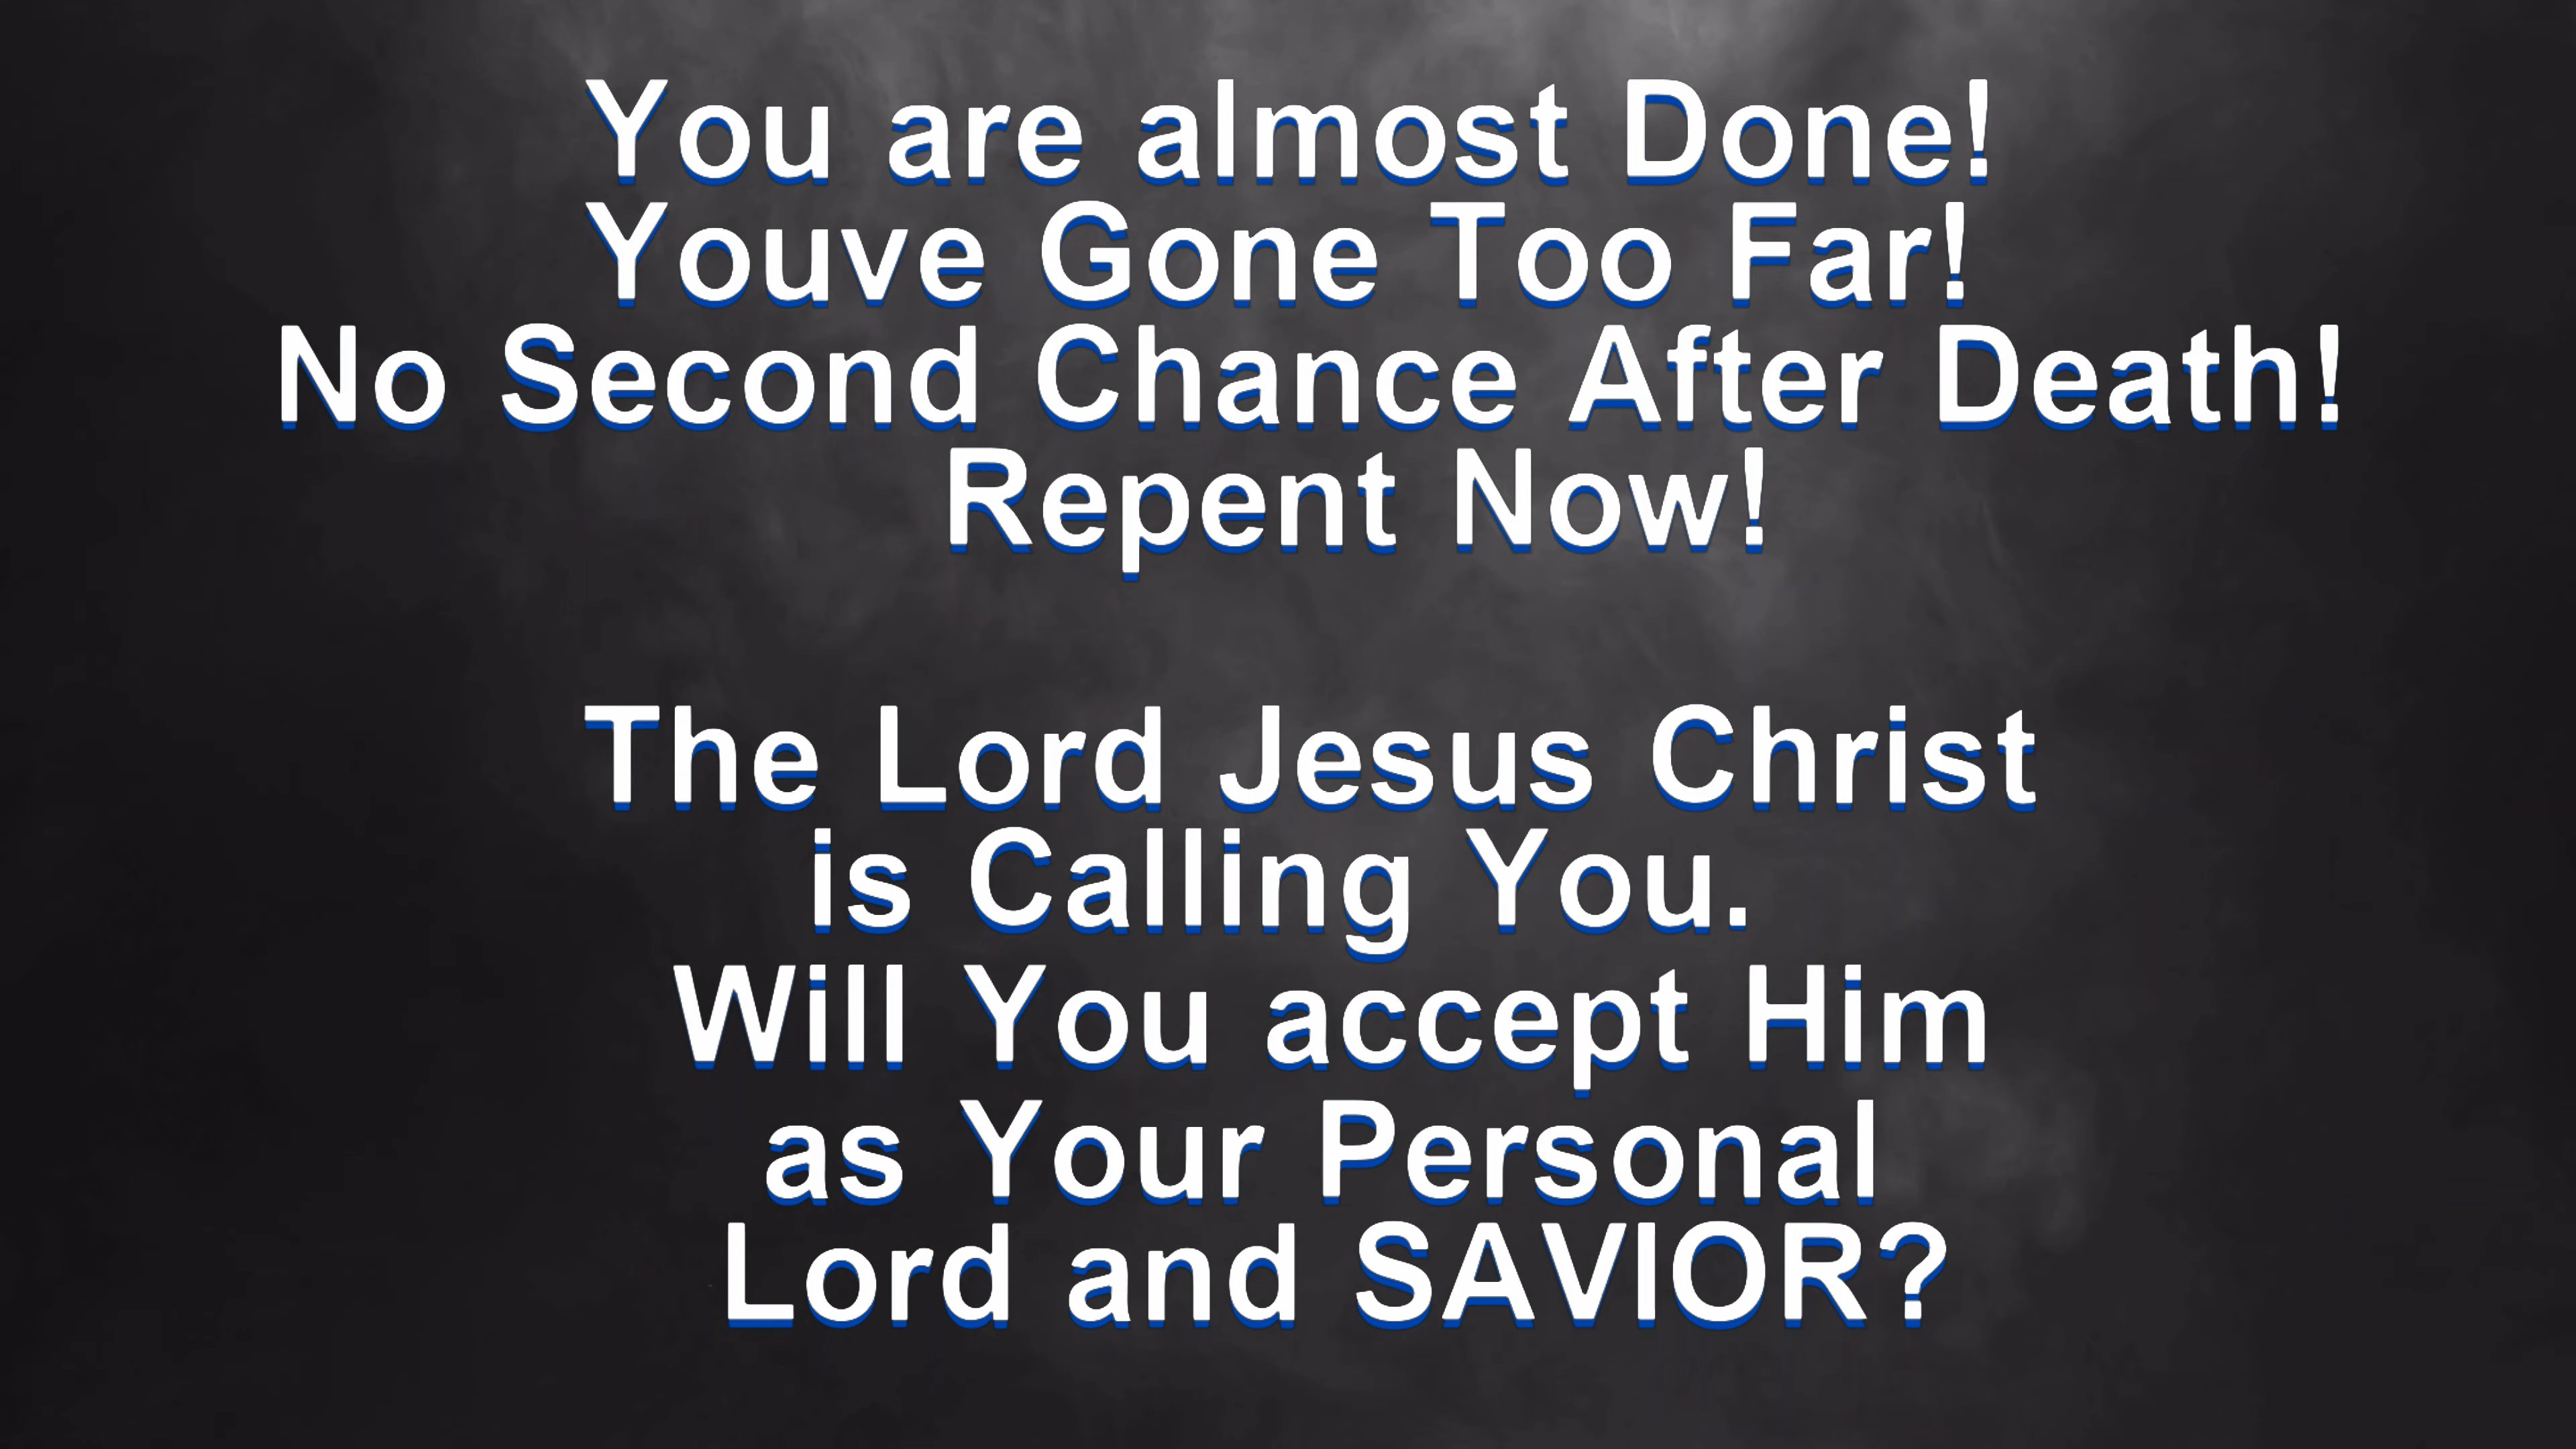 You are almost Done!
Youve Gone Too Far!
No Second Chance After Death!
Repent Now!
The Lord Jesus Christ
is Calling You.
Will You accept Him
as Your Personal
Lord and SAVIOR?